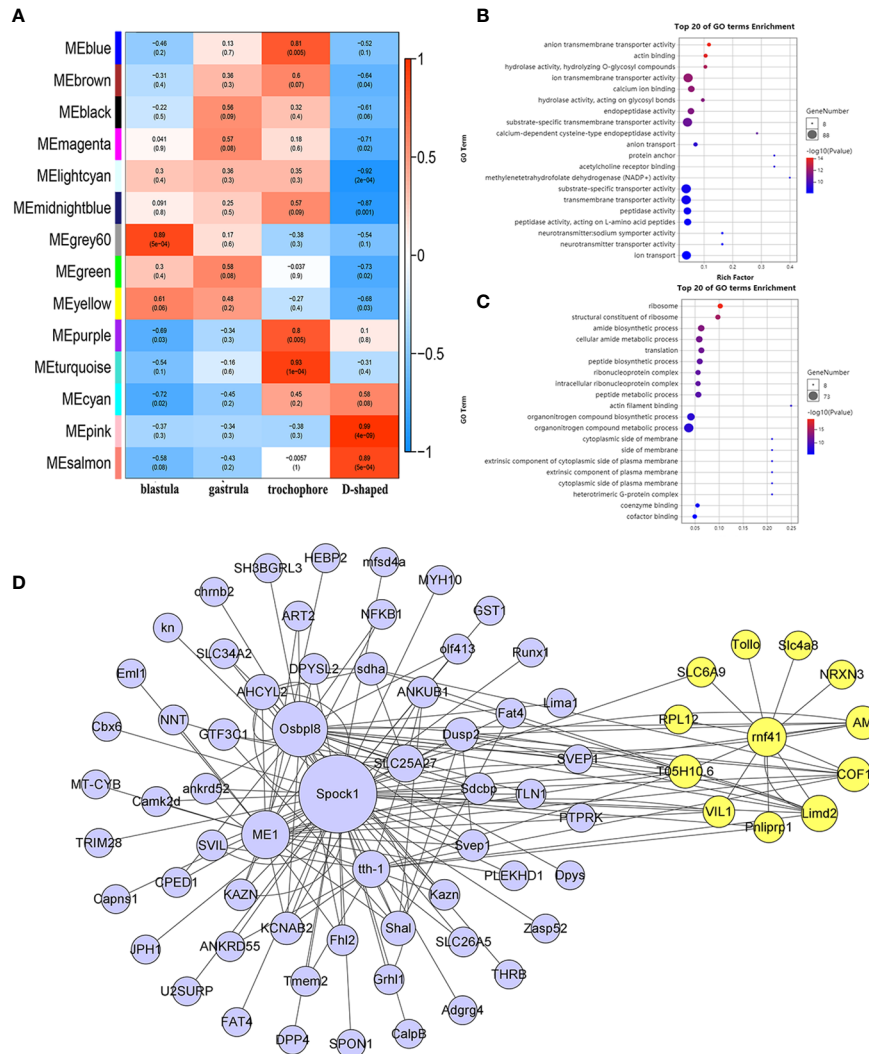 A
MEblue
−0.46 0.13 0.81 −0.52
(0.2) (0.7) (0.005) (0.1)
MEbrown
−0.31 0.36 0.6 −0.64
(0.4) (0.3) (0.07) (0.04)
MEblack
−0.22 0.56 0.32 −0.61
(0.5) (0.09) (0.4) (0.06)
MEmagenta
0.041 0.57 0.18 −0.71
(0.9) (0.08) (0.6) (0.02)
MElightcyan
0.3 0.36 0.35 −0.92
(0.4) (0.3) (0.3) (2e−04)
MEmidnightblue
0.091 0.25 0.57 −0.87
(0.8) (0.5) (0.09) (0.001)
MEgrey60
0.89 0.17 −0.38 −0.54
(5e−04) (0.6) (0.3) (0.1)
MEgreen
0.3 0.58 −0.037 −0.73
(0.4) (0.08) (0.9) (0.02)
MEyellow
0.61 0.48 −0.27 −0.68
(0.06) (0.2) (0.4) (0.03)
MEpurple
−0.69 −0.34 0.8 0.1
(0.03) (0.3) (0.005) (0.8)
MEturquoise
−0.54 −0.16 0.93 −0.31
(0.1) (0.6) (1e−04) (0.4)
MEcyan
−0.72 −0.45 0.45 0.58
(0.02) (0.2) (0.2) (0.08)
MEpink
−0.37 −0.34 −0.38 0.99
(0.3) (0.3) (0.3) (4e−09)
MEsalmon
−0.58 −0.43 −0.0057 0.89
(0.08) (0.2) (1) (5e−04)
blastula gastrula trochophore D-shaped
1
0.5
0
−0.5
−1
B
Top 20 of GO terms Enrichment
GO Term
anion transmembrane transporter activity
actin binding
hydrolase activity, hydrolyzing O-glycosyl compounds
ion transmembrane transporter activity
calcium ion binding
hydrolase activity, acting on glycosyl bonds
endopeptidase activity
substrate-specific transmembrane transporter activity
calcium-dependent cysteine-type endopeptidase activity
anion transport
protein anchor
acetylcholine receptor binding
methylenetetrahydrofolate dehydrogenase (NADP+) activity
substrate-specific transporter activity
transmembrane transporter activity
peptidase activity
peptidase activity, acting on L-amino acid peptides
neurotransmitter:sodium symporter activity
neurotransmitter transporter activity
ion transport
0.1 0.2 0.3 0.4
Rich Factor
GeneNumber
8
88
-log10(Pvalue)
14
12
10
C
Top 20 of GO terms Enrichment
GO Term
ribosome
structural constituent of ribosome
amide biosynthetic process
cellular amide metabolic process
translation
peptide biosynthetic process
ribonucleoprotein complex
intracellular ribonucleoprotein complex
peptide metabolic process
actin filament binding
organonitrogen compound biosynthetic process
organonitrogen compound metabolic process
cytoplasmic side of membrane
side of membrane
extrinsic component of cytoplasmic side of plasma membrane
extrinsic component of plasma membrane
cytoplasmic side of plasma membrane
heterotrimeric G-protein complex
coenzyme binding
cofactor binding
0.05 0.10 0.15 0.20 0.25
GeneNumber
8
73
-log10(Pvalue)
15
10
D
HEBP2
mfsd4a
SH3BGRL3
MYH10
chrnb2
ART2
NFKB1
GST1
kn
olf413
SLC34A2
DPYSL2
sdha
Runx1
Eml1
AHCYL2
ANKUB1
Lima1
NNT
GTF3C1
Osbpl8
Dusp2
Fat4
Cbx6
SLC25A27
SVEP1
MT-CYB
Camk2d
ankrd52
Spock1
Sdcbp
TLN1
PTPRK
TRIM28
SVIL
ME1
Svep1
Capns1
CPED1
tth-1
PLEKHD1
Dpys
KAZN
Kazn
JPH1
ANKRD55
KCNAB2
Fhl2
Shal
SLC26A5
Zasp52
U2SURP
Tmem2
Grhl1
THRB
FAT4
Adgrg4
DPP4
SPON1
CalpB
Tollo
Slc4a8
SLC6A9
NRXN3
RPL12
rnf41
AM
T05H10.6
COF1
VIL1
Limd2
Pnliprp1